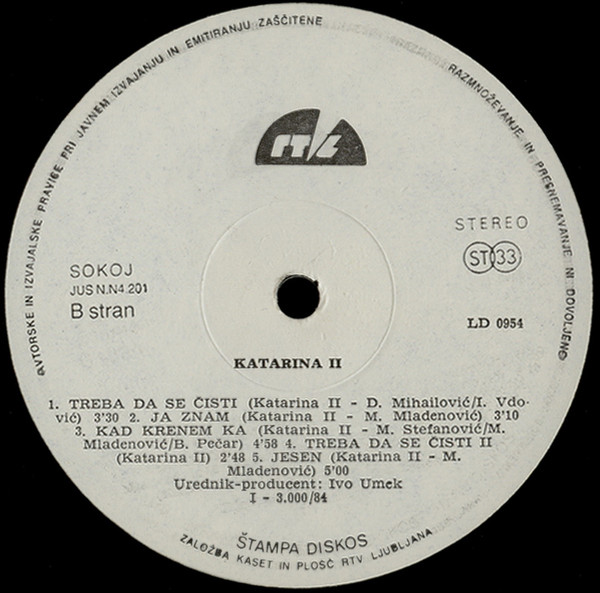 AVTORSKE IN IZVAJALSKE PRAVICE PRI JAVNEM IZVAJANJU IN EMITIRANJU ZAŠČITENE
RAZMNOŽEVANJE IN PRESNEMAVANJE NI DOVOLJENO
RTV L
STEREO
ST 33
SOKOJ
JUS N.N4.201
B stran
LD 0954
KATARINA II
1. TREBA DA SE ČISTI (Katarina II - D. Mihailović/I. Vdo-
vić) 3'30 2. JA ZNAM (Katarina II - M. Mladenović) 3'10
3. KAD KRENEM KA (Katarina II - M. Stefanović/M.
Mladenović/B. Pečar) 4'58 4. TREBA DA SE ČISTI II
(Katarina II) 2'48 5. JESEN (Katarina II - M.
Mladenović) 5'00
Urednik-producent: Ivo Umek
I - 3.000/84
ŠTAMPA DISKOS
ZALOŽBA KASET IN PLOŠČ RTV LJUBLJANA